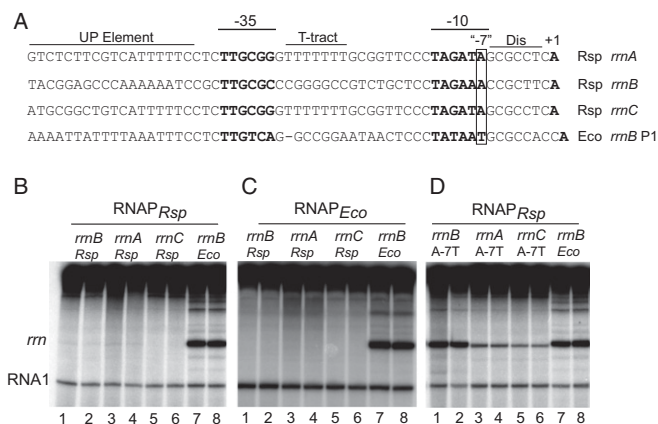 A
-35
-10
UP Element
T-tract
“-7”
Dis
+1
GTCTCTTCGTCATTTTTTCCTCTTGCGGGTTTTTTTGCGGTTCCCTAGATAGCGCCTCA Rsp rrnA
TACGGAGCCCAAAAAATCCGCTTGCGCCCGGGGCCGTCTGCTCCTAGAAACCGCTTCA Rsp rrnB
ATGCGGCTGTCATTTTTTCCTCTTGCGGGTTTTTTTGCGGTTCCCTAGATAGCGCCTCA Rsp rrnC
AAAATTATTTTAAATTTCCTCTTGTCAG–GCCGGAATAACTCCCTATAATGCGCCACCA Eco rrnB P1
B
C
D
RNAPRsp
RNAPEco
RNAPRsp
rrnB rrnA rrnC rrnB
Rsp Rsp Rsp Eco
rrnB rrnA rrnC rrnB
Rsp Rsp Rsp Eco
rrnB rrnA rrnC rrnB
A-7T A-7T A-7T Eco
rrn
RNA1
1 2 3 4 5 6 7 8
1 2 3 4 5 6 7 8
1 2 3 4 5 6 7 8